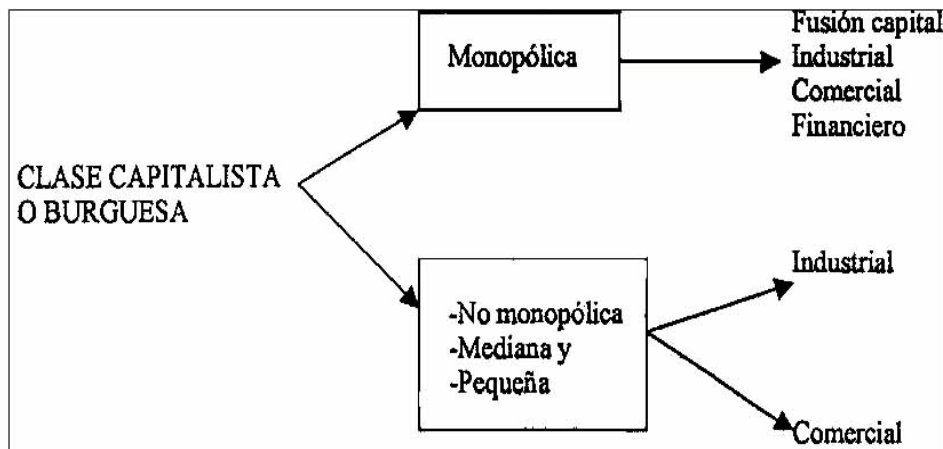 CLASE CAPITALISTA
O BURGUESA
Monopólica
Fusión capital
Industrial
Comercial
Financiero
-No monopólica
-Mediana y
-Pequeña
Industrial
Comercial